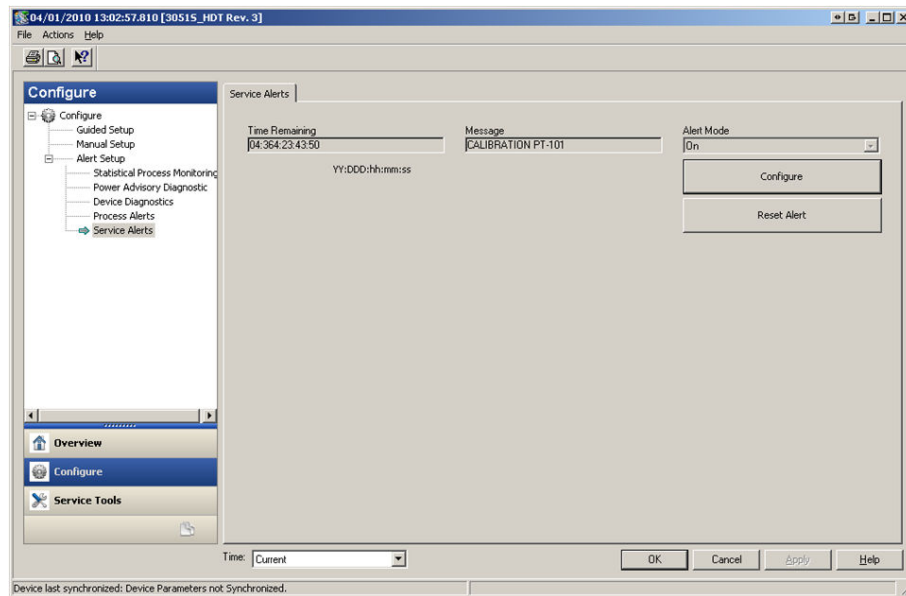 04/01/2010 13:02:57.810 [3051S_HDT Rev. 3]
File Actions Help
Configure
Configure
Guided Setup
Manual Setup
Alert Setup
Statistical Process Monitoring
Power Advisory Diagnostic
Device Diagnostics
Process Alerts
Service Alerts
Overview
Configure
Service Tools
Service Alerts
Time Remaining
04:364:23:43:50
YY:DDD:hh:mm:ss
Message
CALIBRATION PT-101
Alert Mode
On
Configure
Reset Alert
Time: Current
OK Cancel Apply Help
Device last synchronized: Device Parameters not Synchronized.